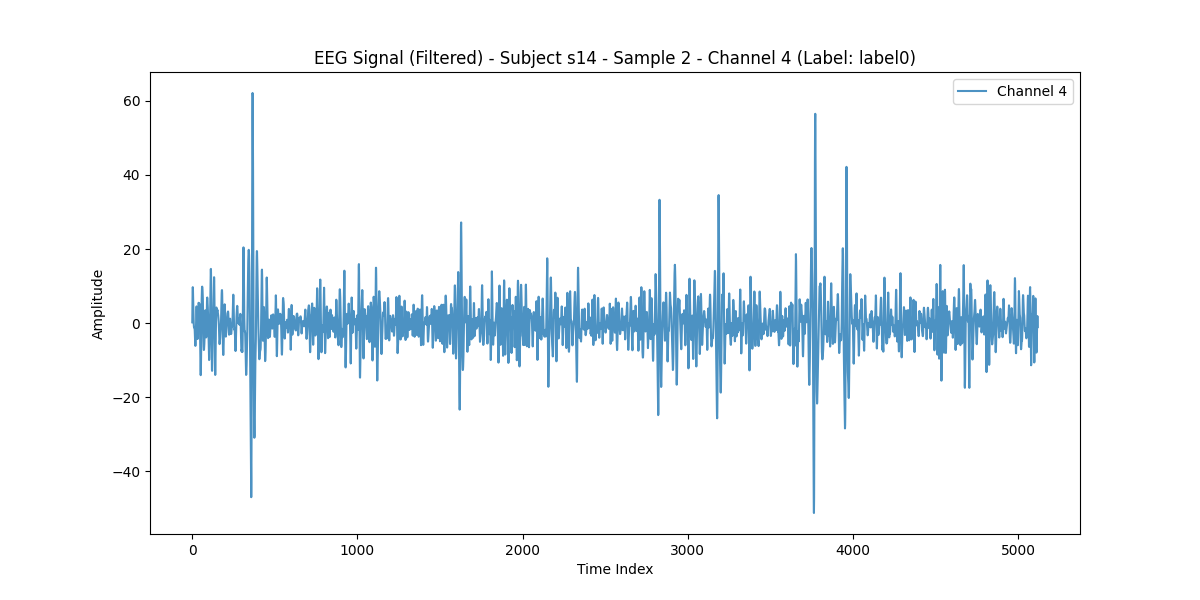 EEG Signal (Filtered) - Subject s14 - Sample 2 - Channel 4 (Label: label0)
Channel 4
Amplitude
60
40
20
0
−20
−40
0 1000 2000 3000 4000 5000
Time Index